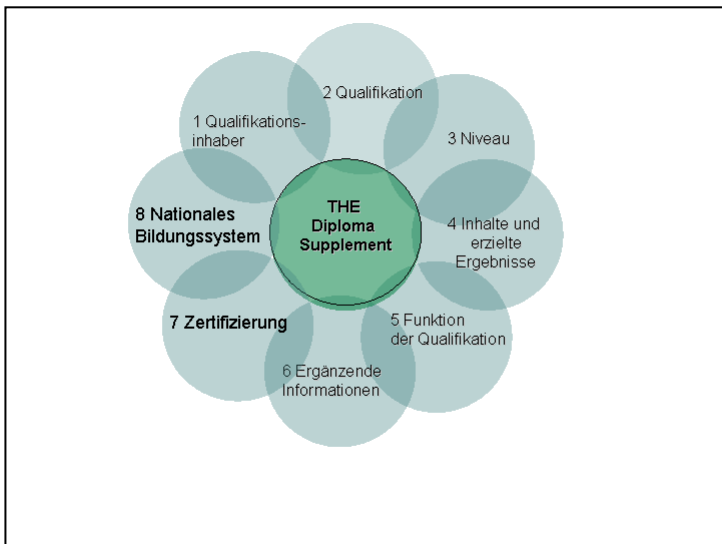 THE
Diploma
Supplement
1 Qualifikations-
inhaber
2 Qualifikation
3 Niveau
4 Inhalte und
erzielte
Ergebnisse
5 Funktion
der Qualifikation
6 Ergänzende
Informationen
7 Zertifizierung
8 Nationales
Bildungssystem